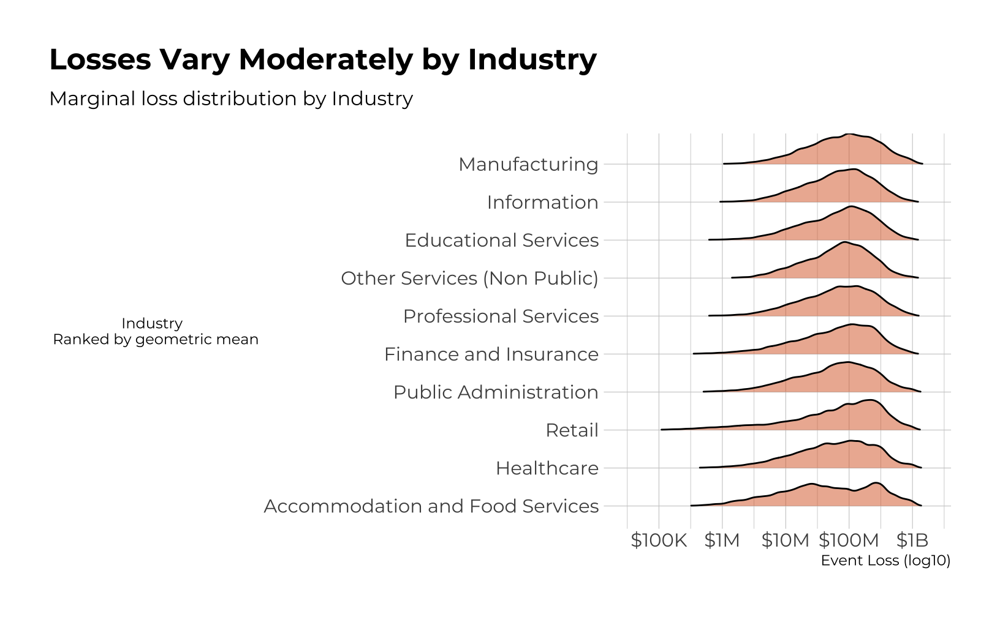 Losses Vary Moderately by Industry
Marginal loss distribution by Industry
Manufacturing
Information
Educational Services
Other Services (Non Public)
Professional Services
Industry
Ranked by geometric mean
Finance and Insurance
Public Administration
Retail
Healthcare
Accommodation and Food Services
$100K $1M $10M $100M $1B
Event Loss (log10)